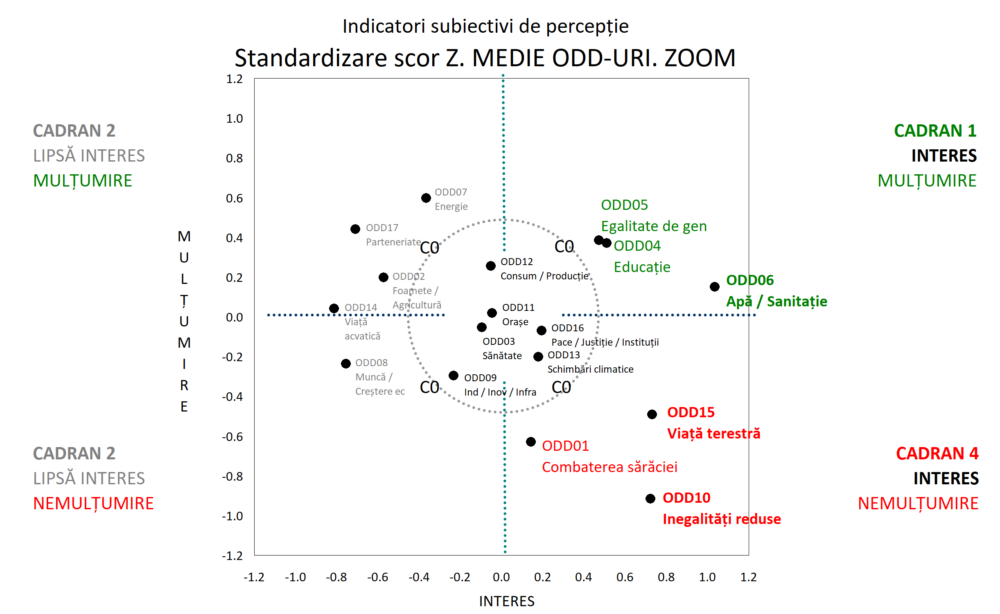 Indicatori subiectivi de percepție
Standardizare scor Z. MEDIE ODD-URI. ZOOM
CADRAN 2
LIPSĂ INTERES
MULȚUMIRE
CADRAN 1
INTERES
MULȚUMIRE
M
U
L
Ț
U
M
I
R
E
1.2
1.0
0.8
0.6
0.4
0.2
0.0
-0.2
-0.4
-0.6
-0.8
-1.0
-1.2
ODD07
Energie
ODD17
Parteneriate
C0
C0
ODD05
Egalitate de gen
ODD04
Educație
ODD12
Consum / Producție
ODD02
Foamete /
Agricultură
ODD06
Apă / Sanitație
ODD14
Viață
acvatică
ODD11
Orașe
ODD03
Sănătate
ODD16
Pace / Justiție / Instituții
ODD13
Schimbări climatice
ODD08
Muncă /
Creștere ec
ODD09
Ind / Inov / Infra
C0
C0
ODD15
Viață terestră
ODD01
Combaterea sărăciei
ODD10
Inegalități reduse
CADRAN 2
LIPSĂ INTERES
NEMULȚUMIRE
CADRAN 4
INTERES
NEMULȚUMIRE
-1.2 -1.0 -0.8 -0.6 -0.4 -0.2 0.0 0.2 0.4 0.6 0.8 1.0 1.2
INTERES